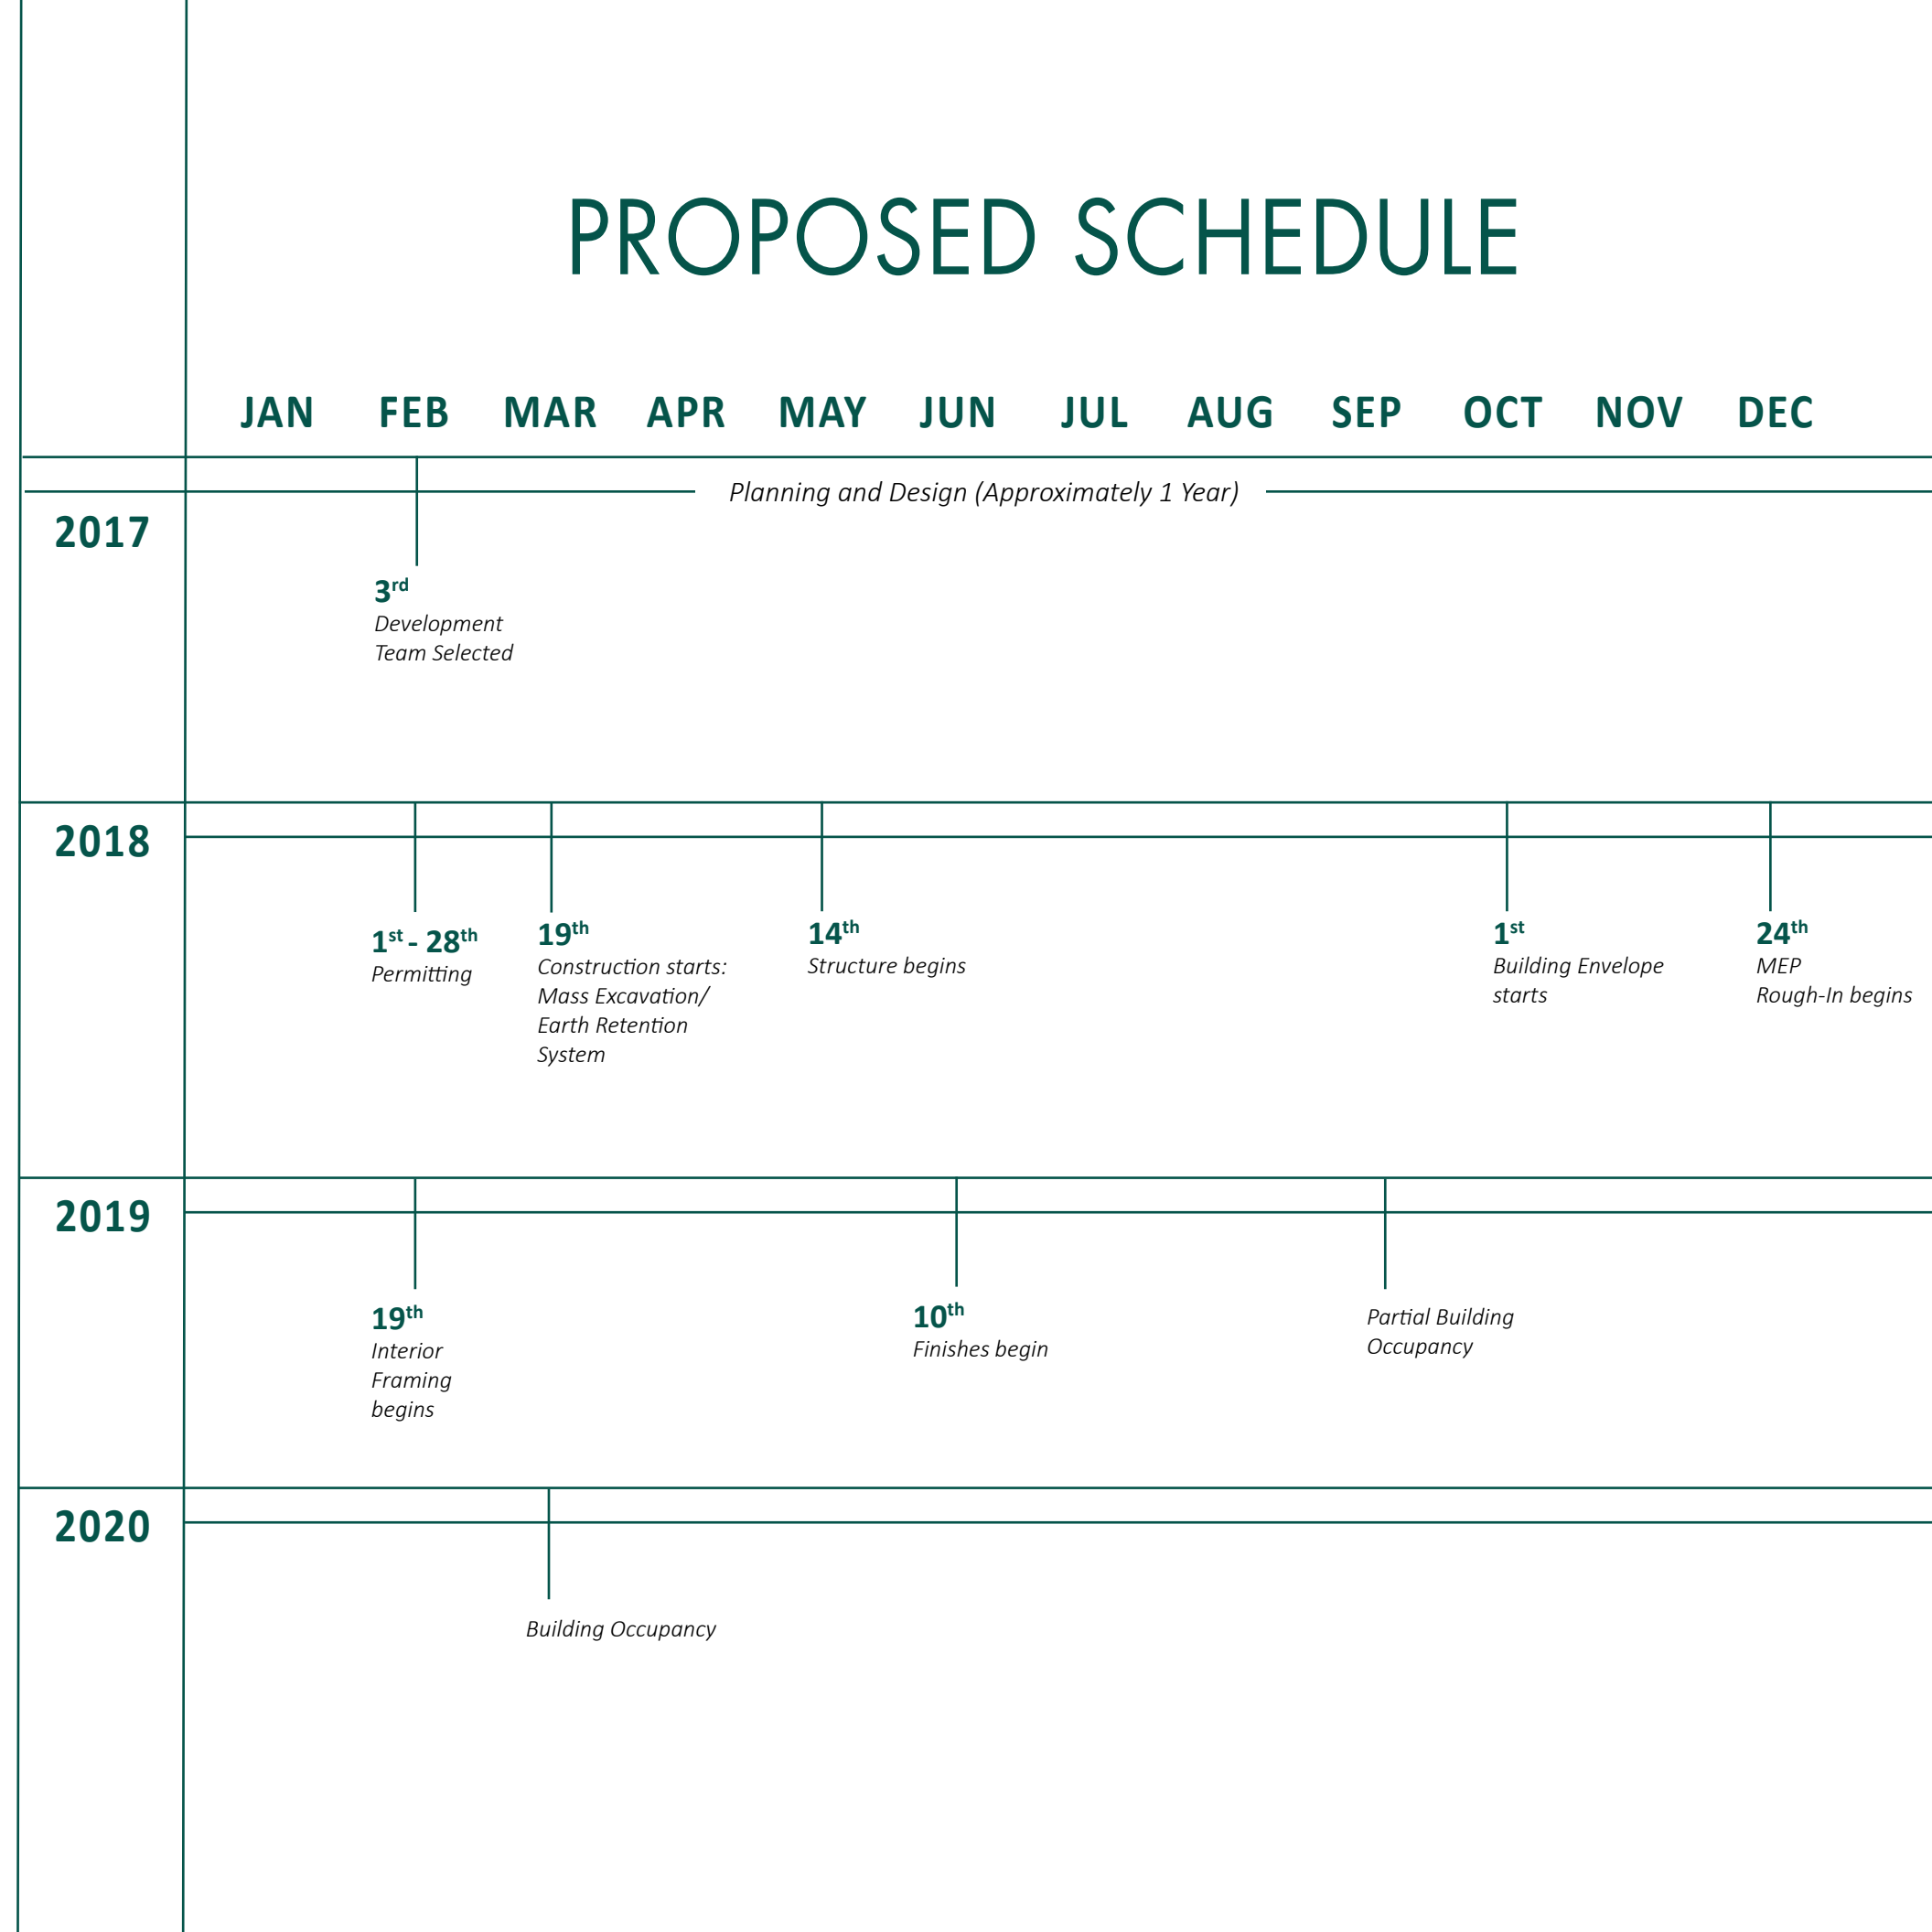 PROPOSED SCHEDULE
JAN FEB MAR APR MAY JUN JUL AUG SEP OCT NOV DEC
Planning and Design (Approximately 1 Year)
2017
3rd
Development
Team Selected
2018
1st - 28th
Permitting
19th
Construction starts:
Mass Excavation/
Earth Retention
System
14th
Structure begins
1st
Building Envelope
starts
24th
MEP
Rough-In begins
2019
19th
Interior
Framing
begins
10th
Finishes begin
Partial Building
Occupancy
2020
Building Occupancy